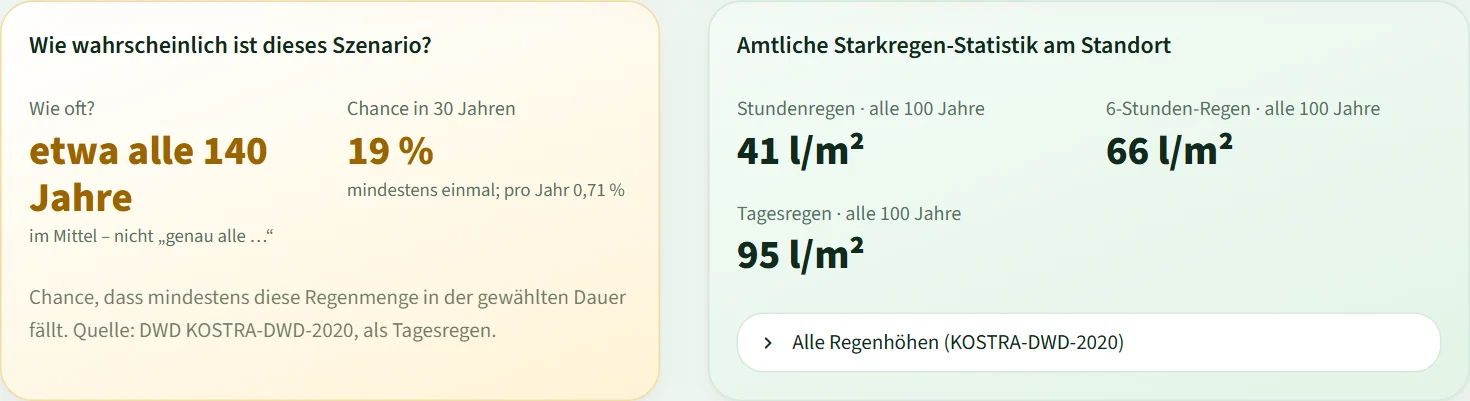 Wie wahrscheinlich ist dieses Szenario?
Wie oft?
etwa alle 140
Jahre
im Mittel – nicht „genau alle …“
Chance in 30 Jahren
19 %
mindestens einmal; pro Jahr 0,71 %
Chance, dass mindestens diese Regenmenge in der gewählten Dauer
fällt. Quelle: DWD KOSTRA-DWD-2020, als Tagesregen.
Amtliche Starkregen-Statistik am Standort
Stundenregen · alle 100 Jahre
41 l/m²
6-Stunden-Regen · alle 100 Jahre
66 l/m²
Tagesregen · alle 100 Jahre
95 l/m²
Alle Regenhöhen (KOSTRA-DWD-2020)